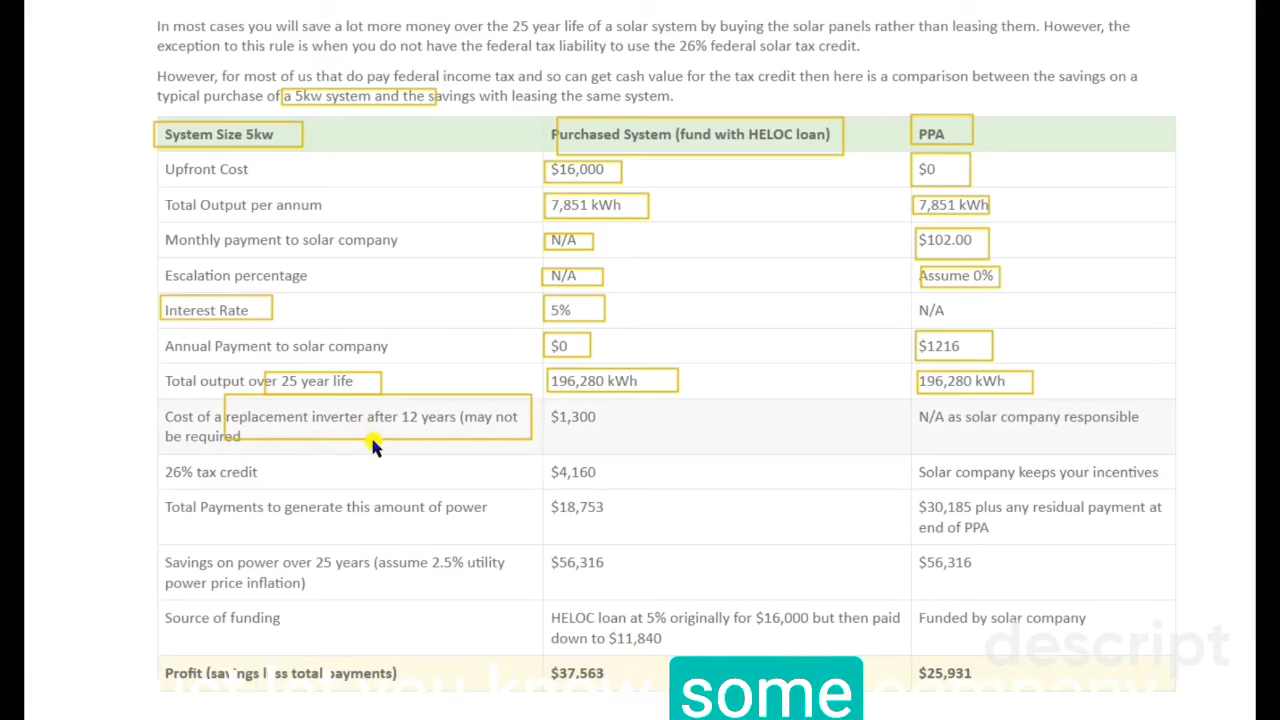 In most cases you will save a lot more money over the 25 year life of a solar system by buying the solar panels rather than leasing them. However, the
exception to this rule is when you do not have the federal tax liability to use the 26% federal solar tax credit.
However, for most of us that do pay federal income tax and so can get cash value for the tax credit then here is a comparison between the savings on a
typical purchase of a 5kw system and the savings with leasing the same system.
System Size 5kw Purchased System (fund with HELOC loan) PPA
Upfront Cost $16,000 $0
Total Output per annum 7,851 kWh 7,851 kWh
Monthly payment to solar company N/A $102.00
Escalation percentage N/A Assume 0%
Interest Rate 5% N/A
Annual Payment to solar company $0 $1216
Total output over 25 year life 196,280 kWh 196,280 kWh
Cost of a replacement inverter after 12 years (may not $1,300 N/A as solar company responsible
be required
26% tax credit $4,160 Solar company keeps your incentives
Total Payments to generate this amount of power $18,753 $30,185 plus any residual payment at
end of PPA
Savings on power over 25 years (assume 2.5% utility $56,316 $56,316
power price inflation)
Source of funding HELOC loan at 5% originally for $16,000 but then paid Funded by solar company
down to $11,840
descript
Profit (savings less total payments) $37,563 $25,931
you know some company